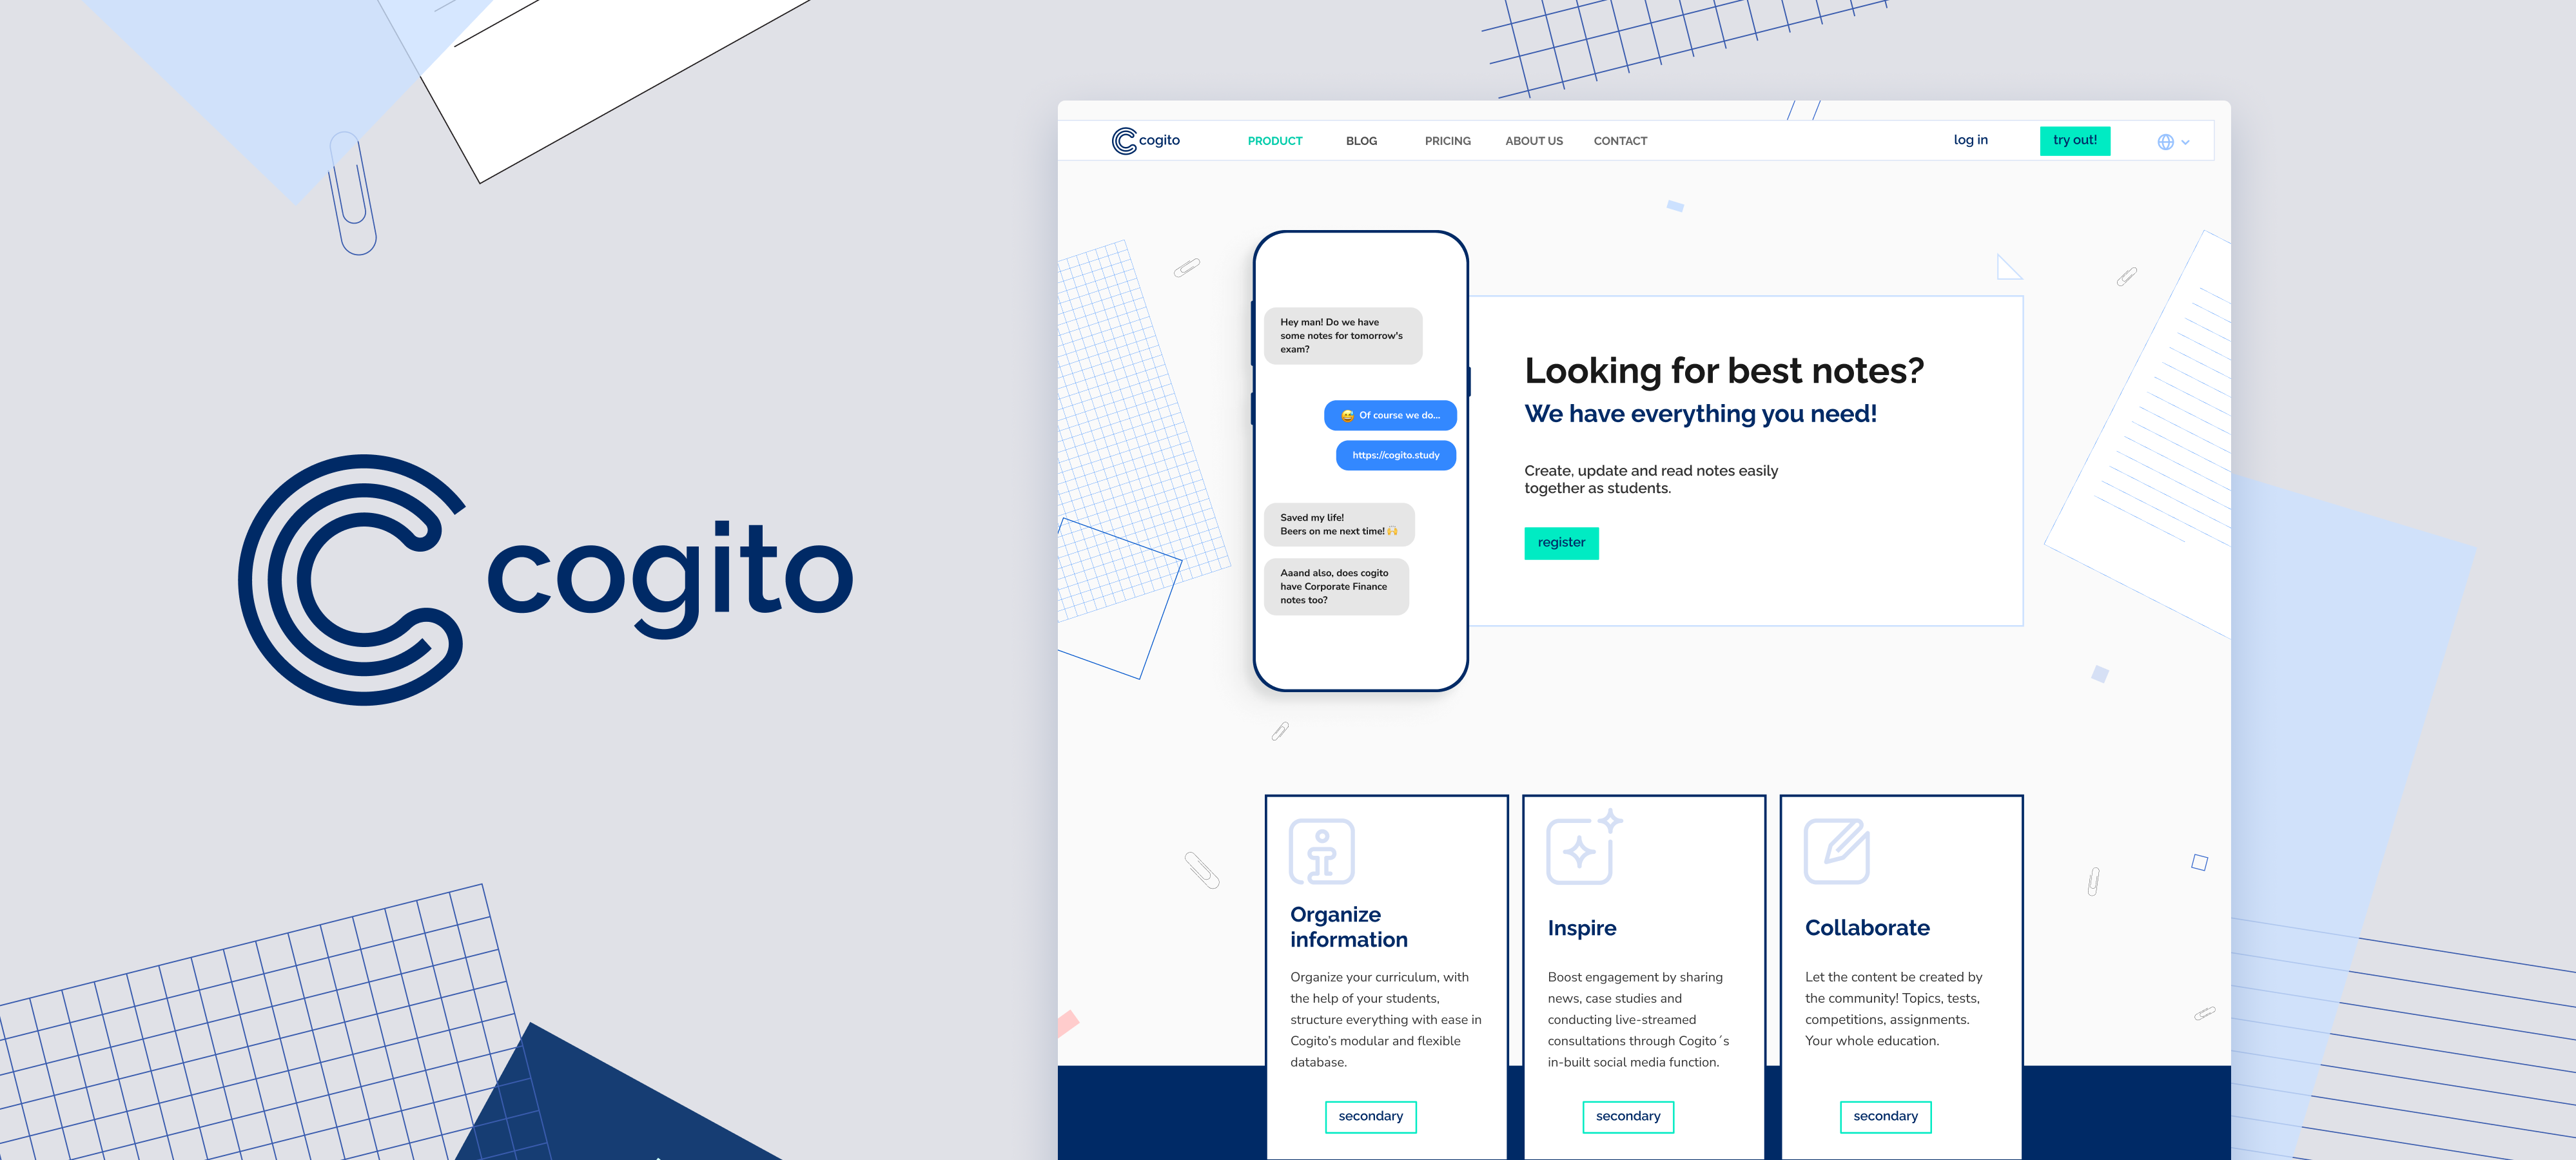 cogito
cogito
PRODUCT
BLOG
PRICING
ABOUT US
CONTACT
log in
try out!
Hey man! Do we have
some notes for tomorrow's
exam?
😅 Of course we do...
https://cogito.study
Saved my life!
Beers on me next time! 🙌
Aaand also, does cogito
have Corporate Finance
notes too?
Looking for best notes?
We have everything you need!
Create, update and read notes easily
together as students.
register
Organize
information
Organize your curriculum, with
the help of your students,
structure everything with ease in
Cogito's modular and flexible
database.
secondary
Inspire
Boost engagement by sharing
news, case studies and
conducting live-streamed
consultations through Cogito´s
in-built social media function.
secondary
Collaborate
Let the content be created by
the community! Topics, tests,
competitions, assignments.
Your whole education.
secondary